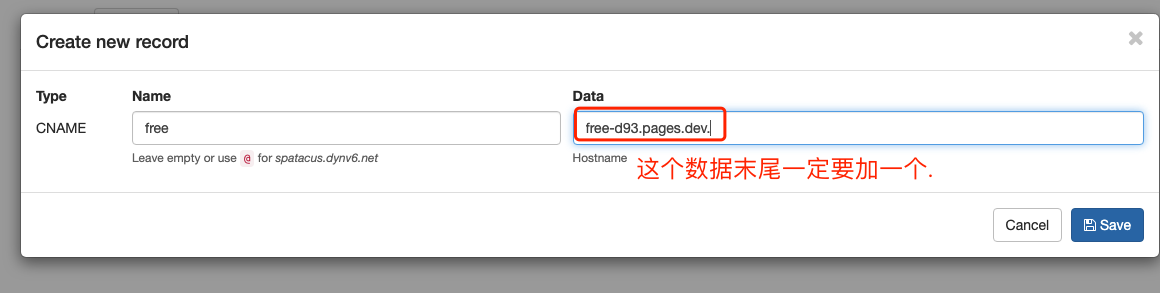 Create new record
Type Name Data
CNAME free free-d93.pages.dev.
Leave empty or use @ for spatacus.dynv6.net Hostname
这个数据末尾一定要加一个.
Cancel Save